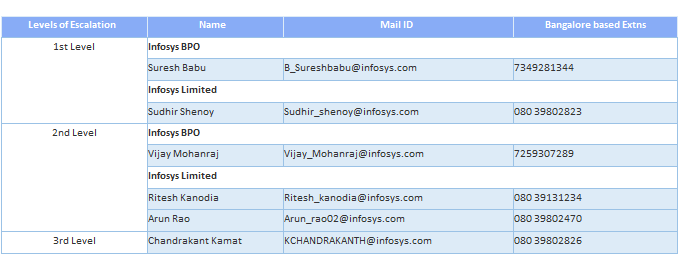 Levels of Escalation Name Mail ID Bangalore based Extns
1st Level Infosys BPO
Suresh Babu B_Sureshbabu@infosys.com 7349281344
Infosys Limited
Sudhir Shenoy Sudhir_shenoy@infosys.com 080 39802823
2nd Level Infosys BPO
Vijay Mohanraj Vijay_Mohanraj@infosys.com 7259307289
Infosys Limited
Ritesh Kanodia Ritesh_kanodia@infosys.com 080 39131234
Arun Rao Arun_rao02@infosys.com 080 39802470
3rd Level Chandrakant Kamat KCHANDRAKANTH@infosys.com 080 39802826